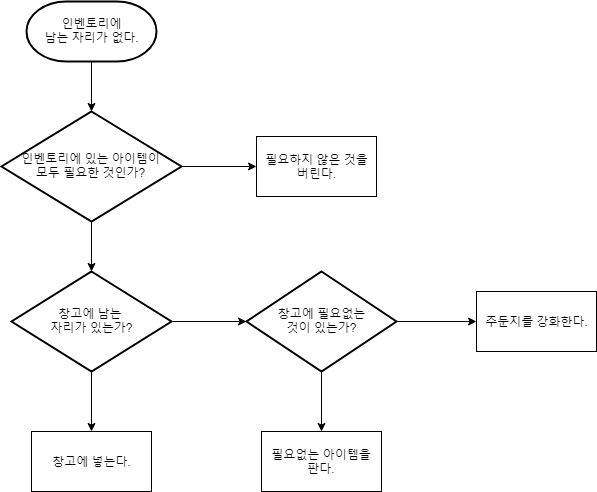 인벤토리에
남는 자리가 없다.
인벤토리에 있는 아이템이
모두 필요한 것인가?
필요하지 않은 것을
버린다.
창고에 남는
자리가 있는가?
창고에 필요없는
것이 있는가?
주둔지를 강화한다.
창고에 넣는다.
필요없는 아이템을
판다.